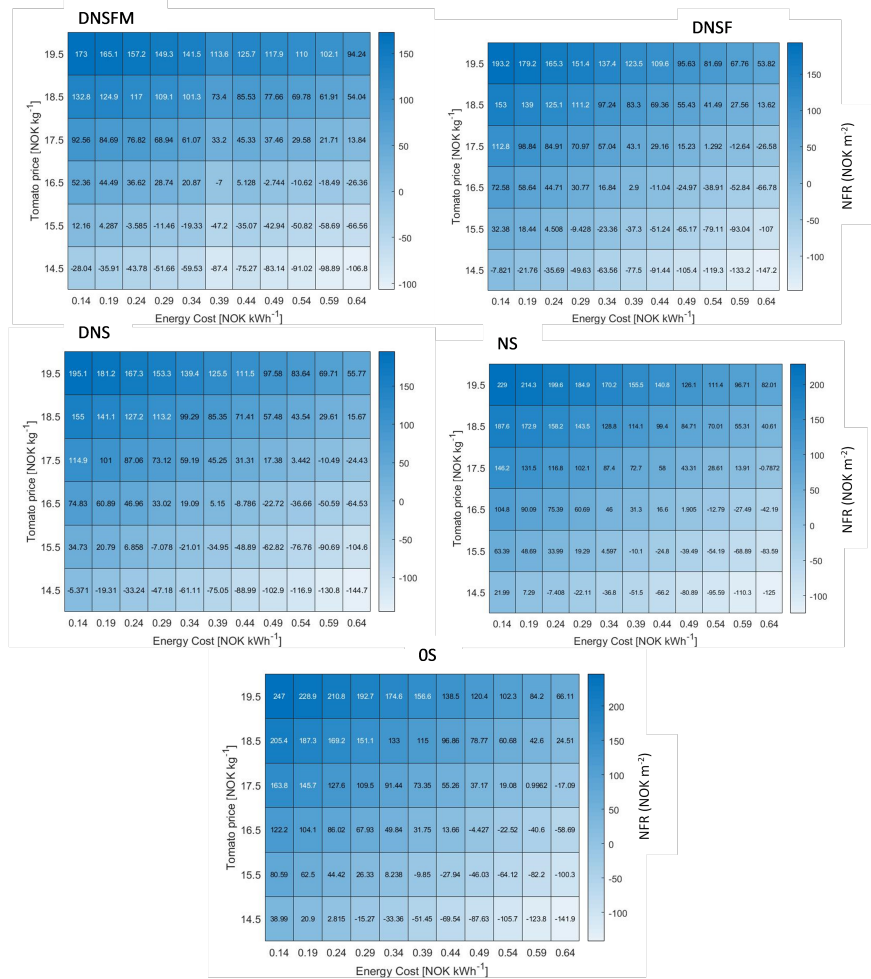 DNSFM
19.5 173 165.1 157.2 149.3 141.5 113.6 125.7 117.9 110 102.1 94.24
18.5 132.8 124.9 117 109.1 101.3 73.4 85.53 77.66 69.78 61.91 54.04
17.5 92.56 84.69 76.82 68.94 61.07 33.2 45.33 37.46 29.58 21.71 13.84
16.5 52.36 44.49 36.62 28.74 20.87 -7 5.128 -2.744 -10.62 -18.49 -26.36
15.5 12.16 4.287 -3.585 -11.46 -19.33 -47.2 -35.07 -42.94 -50.82 -58.69 -66.56
14.5 -28.04 -35.91 -43.78 -51.66 -59.53 -87.4 -75.27 -83.14 -91.02 -98.89 -106.8
0.14 0.19 0.24 0.29 0.34 0.39 0.44 0.49 0.54 0.59 0.64
Energy Cost [NOK kWh⁻¹]
Tomato price [NOK kg⁻¹]
150
100
50
0
-50
-100
DNSF
19.5 193.2 179.2 165.3 151.4 137.4 123.5 109.6 95.63 81.69 67.76 53.82
18.5 153 139 125.1 111.2 97.24 83.3 69.36 55.43 41.49 27.56 13.62
17.5 112.8 98.84 84.91 70.97 57.04 43.1 29.16 15.23 1.292 -12.64 -26.58
16.5 72.58 58.64 44.71 30.77 16.84 2.9 -11.04 -24.97 -38.91 -52.84 -66.78
15.5 32.38 18.44 4.508 -9.428 -23.36 -37.3 -51.24 -65.17 -79.11 -93.04 -107
14.5 -7.821 -21.76 -35.69 -49.63 -63.56 -77.5 -91.44 -105.4 -119.3 -133.2 -147.2
0.14 0.19 0.24 0.29 0.34 0.39 0.44 0.49 0.54 0.59 0.64
Energy Cost [NOK kWh⁻¹]
Tomato price [NOK kg⁻¹]
150
100
50
0
-50
-100
NFR (NOK m⁻²)
DNS
19.5 195.1 181.2 167.3 153.3 139.4 125.5 111.5 97.58 83.64 69.71 55.77
18.5 155 141.1 127.2 113.2 99.29 85.35 71.41 57.48 43.54 29.61 15.67
17.5 114.9 101 87.06 73.12 59.19 45.25 31.31 17.38 3.442 -10.49 -24.43
16.5 74.83 60.89 46.96 33.02 19.09 5.15 -8.786 -22.72 -36.66 -50.59 -64.53
15.5 34.73 20.79 6.858 -7.078 -21.01 -34.95 -48.89 -62.82 -76.76 -90.69 -104.6
14.5 -5.371 -19.31 -33.24 -47.18 -61.11 -75.05 -88.99 -102.9 -116.9 -130.8 -144.7
0.14 0.19 0.24 0.29 0.34 0.39 0.44 0.49 0.54 0.59 0.64
Energy Cost [NOK kWh⁻¹]
Tomato price [NOK kg⁻¹]
150
100
50
0
-50
-100
NS
19.5 229 214.3 199.6 184.9 170.2 155.5 140.8 126.1 111.4 96.71 82.01
18.5 187.6 172.9 158.2 143.5 128.8 114.1 99.4 84.71 70.01 55.31 40.61
17.5 146.2 131.5 116.8 102.1 87.4 72.7 58 43.31 28.61 13.91 -0.7872
16.5 104.8 90.09 75.39 60.69 46 31.3 16.6 1.905 -12.79 -27.49 -42.19
15.5 63.39 48.69 33.99 19.29 4.597 -10.1 -24.8 -39.49 -54.19 -68.89 -83.59
14.5 21.99 7.29 -7.408 -22.11 -36.8 -51.5 -66.2 -80.89 -95.59 -110.3 -125
0.14 0.19 0.24 0.29 0.34 0.39 0.44 0.49 0.54 0.59 0.64
Energy Cost [NOK kWh⁻¹]
Tomato price [NOK kg⁻¹]
200
150
100
50
0
-50
-100
NFR (NOK m⁻²)
0S
19.5 247 228.9 210.8 192.7 174.6 156.6 138.5 120.4 102.3 84.2 66.11
18.5 205.4 187.3 169.2 151.1 133 115 96.86 78.77 60.68 42.6 24.51
17.5 163.8 145.7 127.6 109.5 91.44 73.35 55.26 37.17 19.08 0.9962 -17.09
16.5 122.2 104.1 86.02 67.93 49.84 31.75 13.66 -4.427 -22.52 -40.6 -58.69
15.5 80.59 62.5 44.42 26.33 8.238 -9.85 -27.94 -46.03 -64.12 -82.2 -100.3
14.5 38.99 20.9 2.815 -15.27 -33.36 -51.45 -69.54 -87.63 -105.7 -123.8 -141.9
0.14 0.19 0.24 0.29 0.34 0.39 0.44 0.49 0.54 0.59 0.64
Energy Cost [NOK kWh⁻¹]
Tomato price [NOK kg⁻¹]
200
150
100
50
0
-50
-100
NFR (NOK m⁻²)